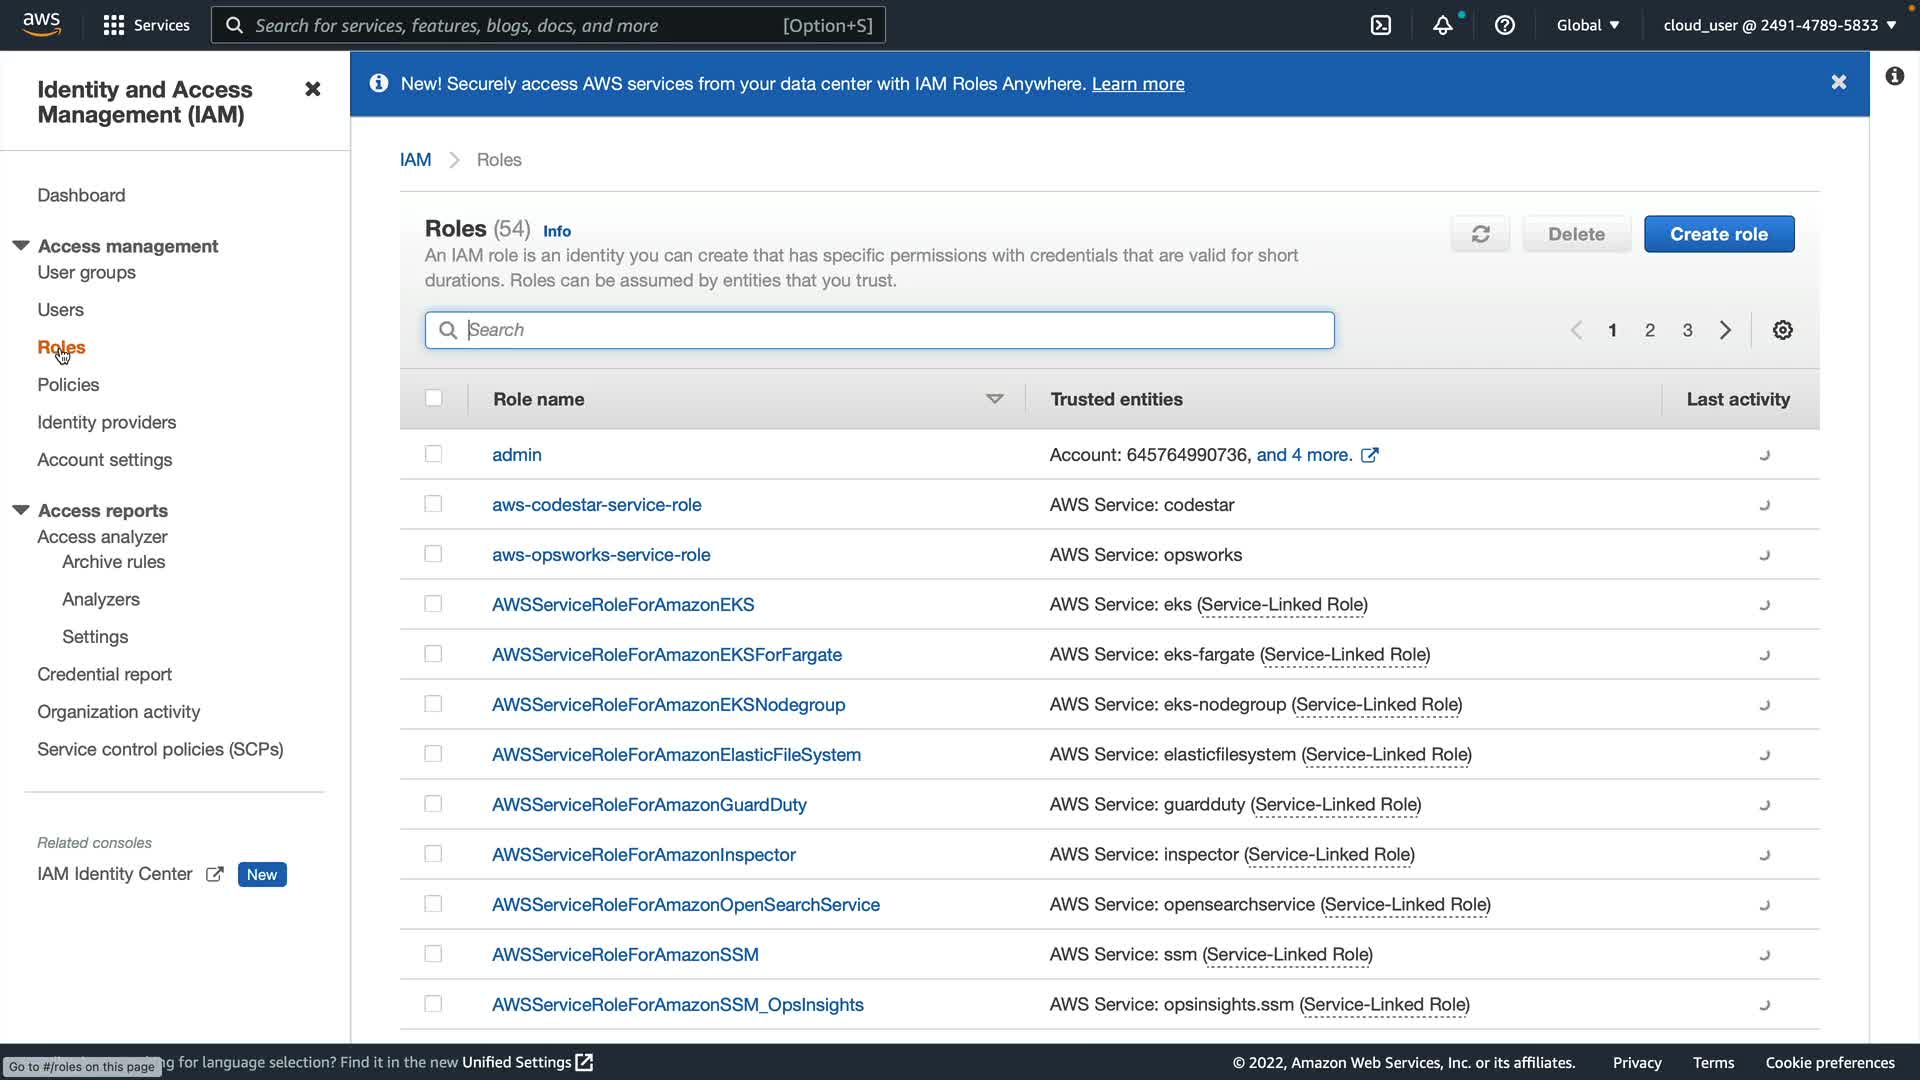 aws
Services
Search for services, features, blogs, docs, and more
[Option+S]
Global
cloud_user @ 2491-4789-5833
Identity and Access
Management (IAM)
New! Securely access AWS services from your data center with IAM Roles Anywhere. Learn more
IAM
Roles
Dashboard
Access management
User groups
Users
Roles
Policies
Identity providers
Account settings
Access reports
Access analyzer
Archive rules
Analyzers
Settings
Credential report
Organization activity
Service control policies (SCPs)
Related consoles
IAM Identity Center
New
Roles (54) Info
An IAM role is an identity you can create that has specific permissions with credentials that are valid for short
durations. Roles can be assumed by entities that you trust.
Delete
Create role
Search
1 2 3
Role name
Trusted entities
Last activity
admin
Account: 645764990736, and 4 more.
aws-codestar-service-role
AWS Service: codestar
aws-opsworks-service-role
AWS Service: opsworks
AWSServiceRoleForAmazonEKS
AWS Service: eks (Service-Linked Role)
AWSServiceRoleForAmazonEKSForFargate
AWS Service: eks-fargate (Service-Linked Role)
AWSServiceRoleForAmazonEKSNodegroup
AWS Service: eks-nodegroup (Service-Linked Role)
AWSServiceRoleForAmazonElasticFileSystem
AWS Service: elasticfilesystem (Service-Linked Role)
AWSServiceRoleForAmazonGuardDuty
AWS Service: guardduty (Service-Linked Role)
AWSServiceRoleForAmazonInspector
AWS Service: inspector (Service-Linked Role)
AWSServiceRoleForAmazonOpenSearchService
AWS Service: opensearchservice (Service-Linked Role)
AWSServiceRoleForAmazonSSM
AWS Service: ssm (Service-Linked Role)
AWSServiceRoleForAmazonSSM_OpsInsights
AWS Service: opsinsights.ssm (Service-Linked Role)
Go to #/roles on this page
for language selection? Find it in the new Unified Settings
© 2022, Amazon Web Services, Inc. or its affiliates.
Privacy
Terms
Cookie preferences